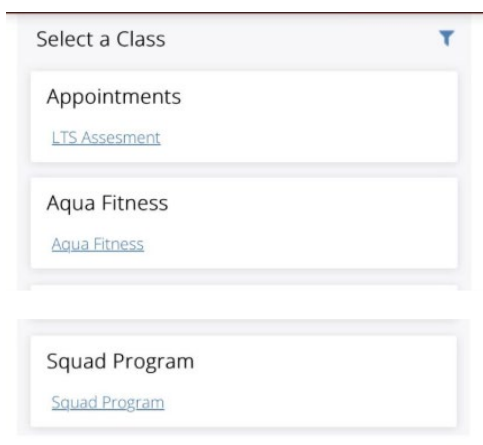 Select a Class
Appointments
LTS Assesment
Aqua Fitness
Aqua Fitness
Squad Program
Squad Program